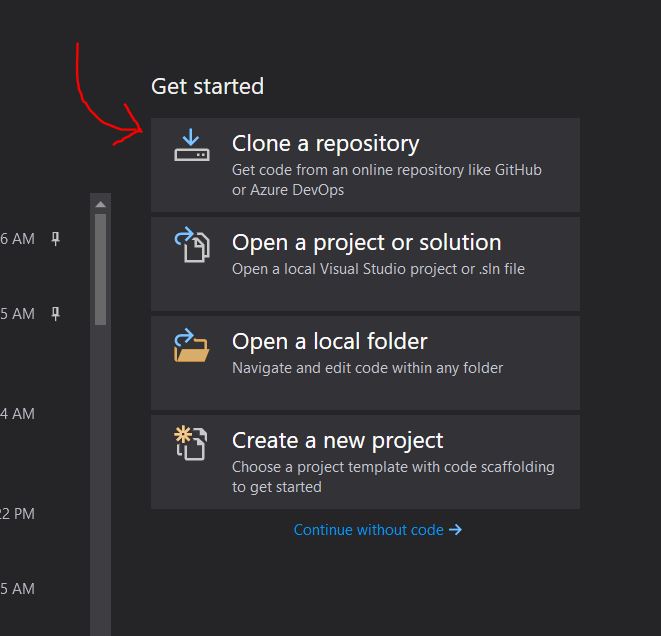 Get started
Clone a repository
Get code from an online repository like GitHub
or Azure DevOps
6 AM
Open a project or solution
Open a local Visual Studio project or .sln file
5 AM
Open a local folder
Navigate and edit code within any folder
4 AM
Create a new project
Choose a project template with code scaffolding
to get started
22 PM
Continue without code
5 AM